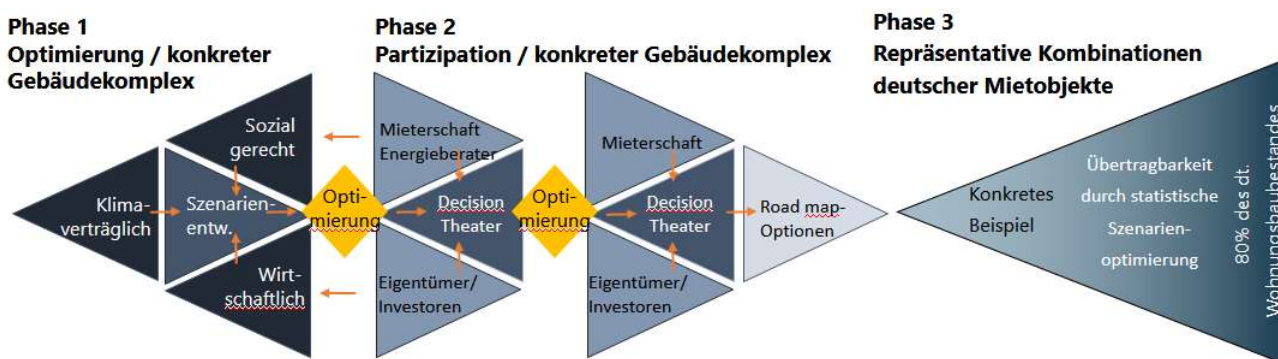 Phase 1
Optimierung / konkreter
Gebäudekomplex
Sozial
gerecht
Klima-
verträglich
Szenarien-
entw.
Wirt-
schaftlich
Opti-
mierung
Phase 2
Partizipation / konkreter Gebäudekomplex
Mieterschaft
Energieberater
Decision
Theater
Eigentümer/
Investoren
Opti-
mierung
Mieterschaft
Decision
Theater
Eigentümer/
Investoren
Road map-
Optionen
Phase 3
Repräsentative Kombinationen
deutscher Mietobjekte
Konkretes
Beispiel
Übertragbarkeit
durch statistische
Szenarien-
optimierung
80% des dt.
Wohnungsbaubestandes